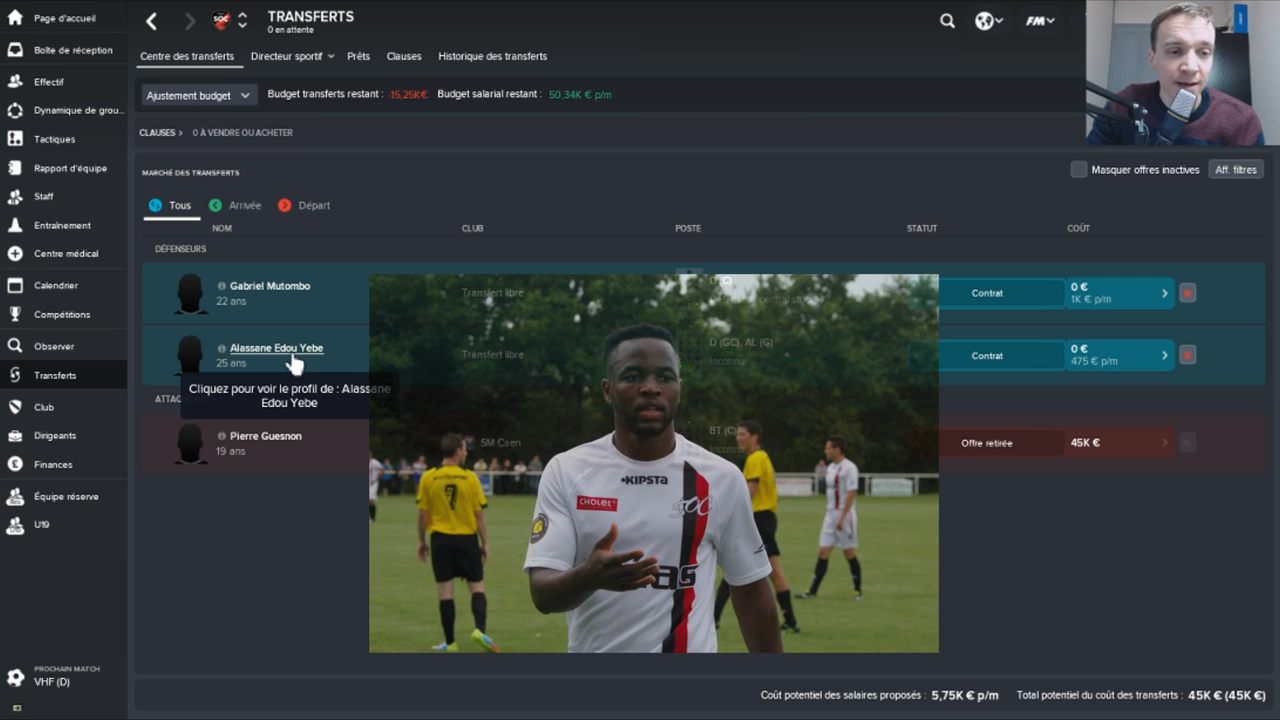 Page d'accueil
Boîte de réception
Effectif
Dynamique de grou...
Tactiques
Rapport d'équipe
Staff
Entraînement
Centre médical
Calendrier
Compétitions
Observer
Transferts
Club
Dirigeants
Finances
Équipe réserve
U19
PROCHAIN MATCH
VHF (D)
SOC
TRANSFERTS
0 en attente
FM
Centre des transferts Directeur sportif Prêts Clauses Historique des transferts
Ajustement budget Budget transferts restant : -15,25K€ Budget salarial restant : 50,34K € p/m
CLAUSES > 0 À VENDRE OU ACHETER
MARCHÉ DES TRANSFERTS
Masquer offres inactives Aff. filtres
Tous Arrivée Départ
NOM CLUB POSTE STATUT COÛT
DÉFENSEURS
Gabriel Mutombo
22 ans
Transfert libre
Contrat
0 €
1K € p/m
Alassane Edou Yebe
25 ans
Transfert libre
D (GC), AL (G)
Inconnu
Contrat
0 €
475 € p/m
Cliquez pour voir le profil de : Alassane
Edou Yebe
Pierre Guesnon
19 ans
SM Caen
BT (C)
Inconnu
Offre retirée
45K €
KIPSTA
CHOLET
SOC
7
Coût potentiel des salaires proposés : 5,75K € p/m Total potentiel du coût des transferts : 45K € (45K €)